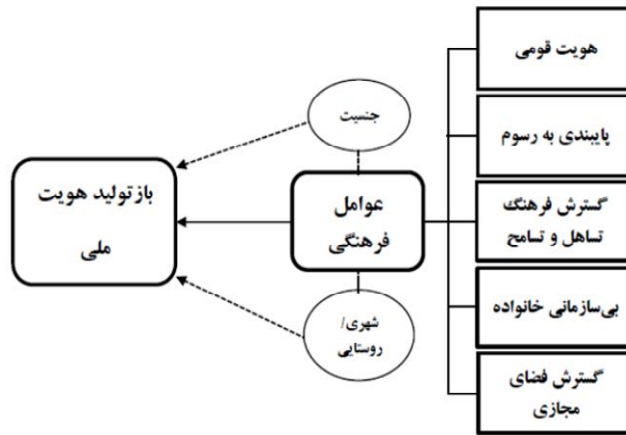 هویت قومی
پایبندی به رسوم
گسترش فرهنگ
تساهل و تسامح
بی‌سازمانی خانواده
گسترش فضای
مجازی
جنسیت
عوامل
فرهنگی
شهری/
روستایی
بازتولید هویت
ملی